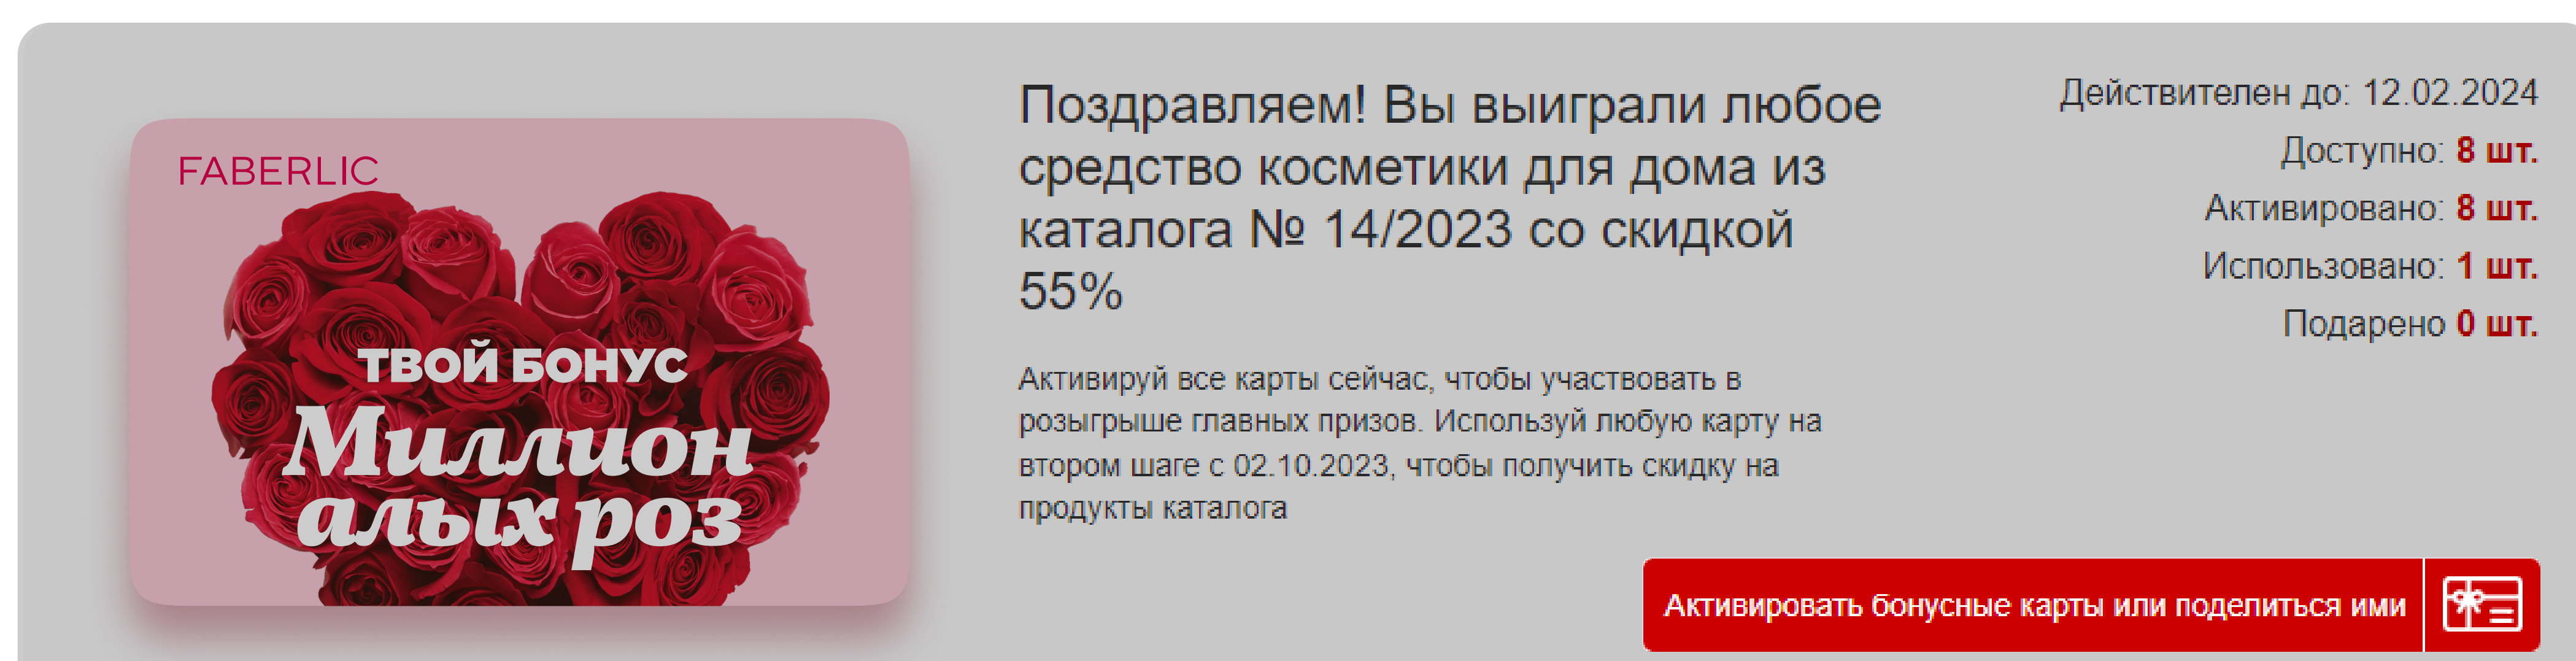 FABERLIC
ТВОЙ БОНУС
Миллион
алых роз
Поздравляем! Вы выиграли любое
средство косметики для дома из
каталога № 14/2023 со скидкой
55%
Активируй все карты сейчас, чтобы участвовать в
розыгрыше главных призов. Используй любую карту на
втором шаге с 02.10.2023, чтобы получить скидку на
продукты каталога
Действителен до: 12.02.2024
Доступно: 8 шт.
Активировано: 8 шт.
Использовано: 1 шт.
Подарено 0 шт.
Активировать бонусные карты или поделиться ими